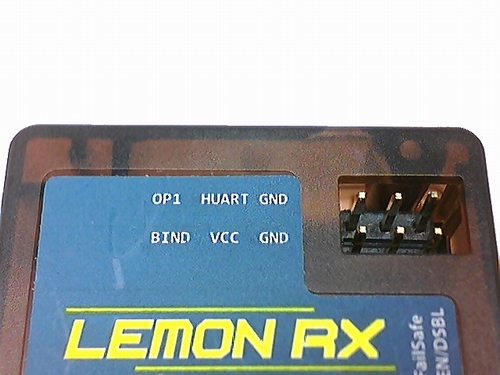 OP1 HUART GND
BIND VCC GND
LEMON RX
FailSafe
EN/DSBL